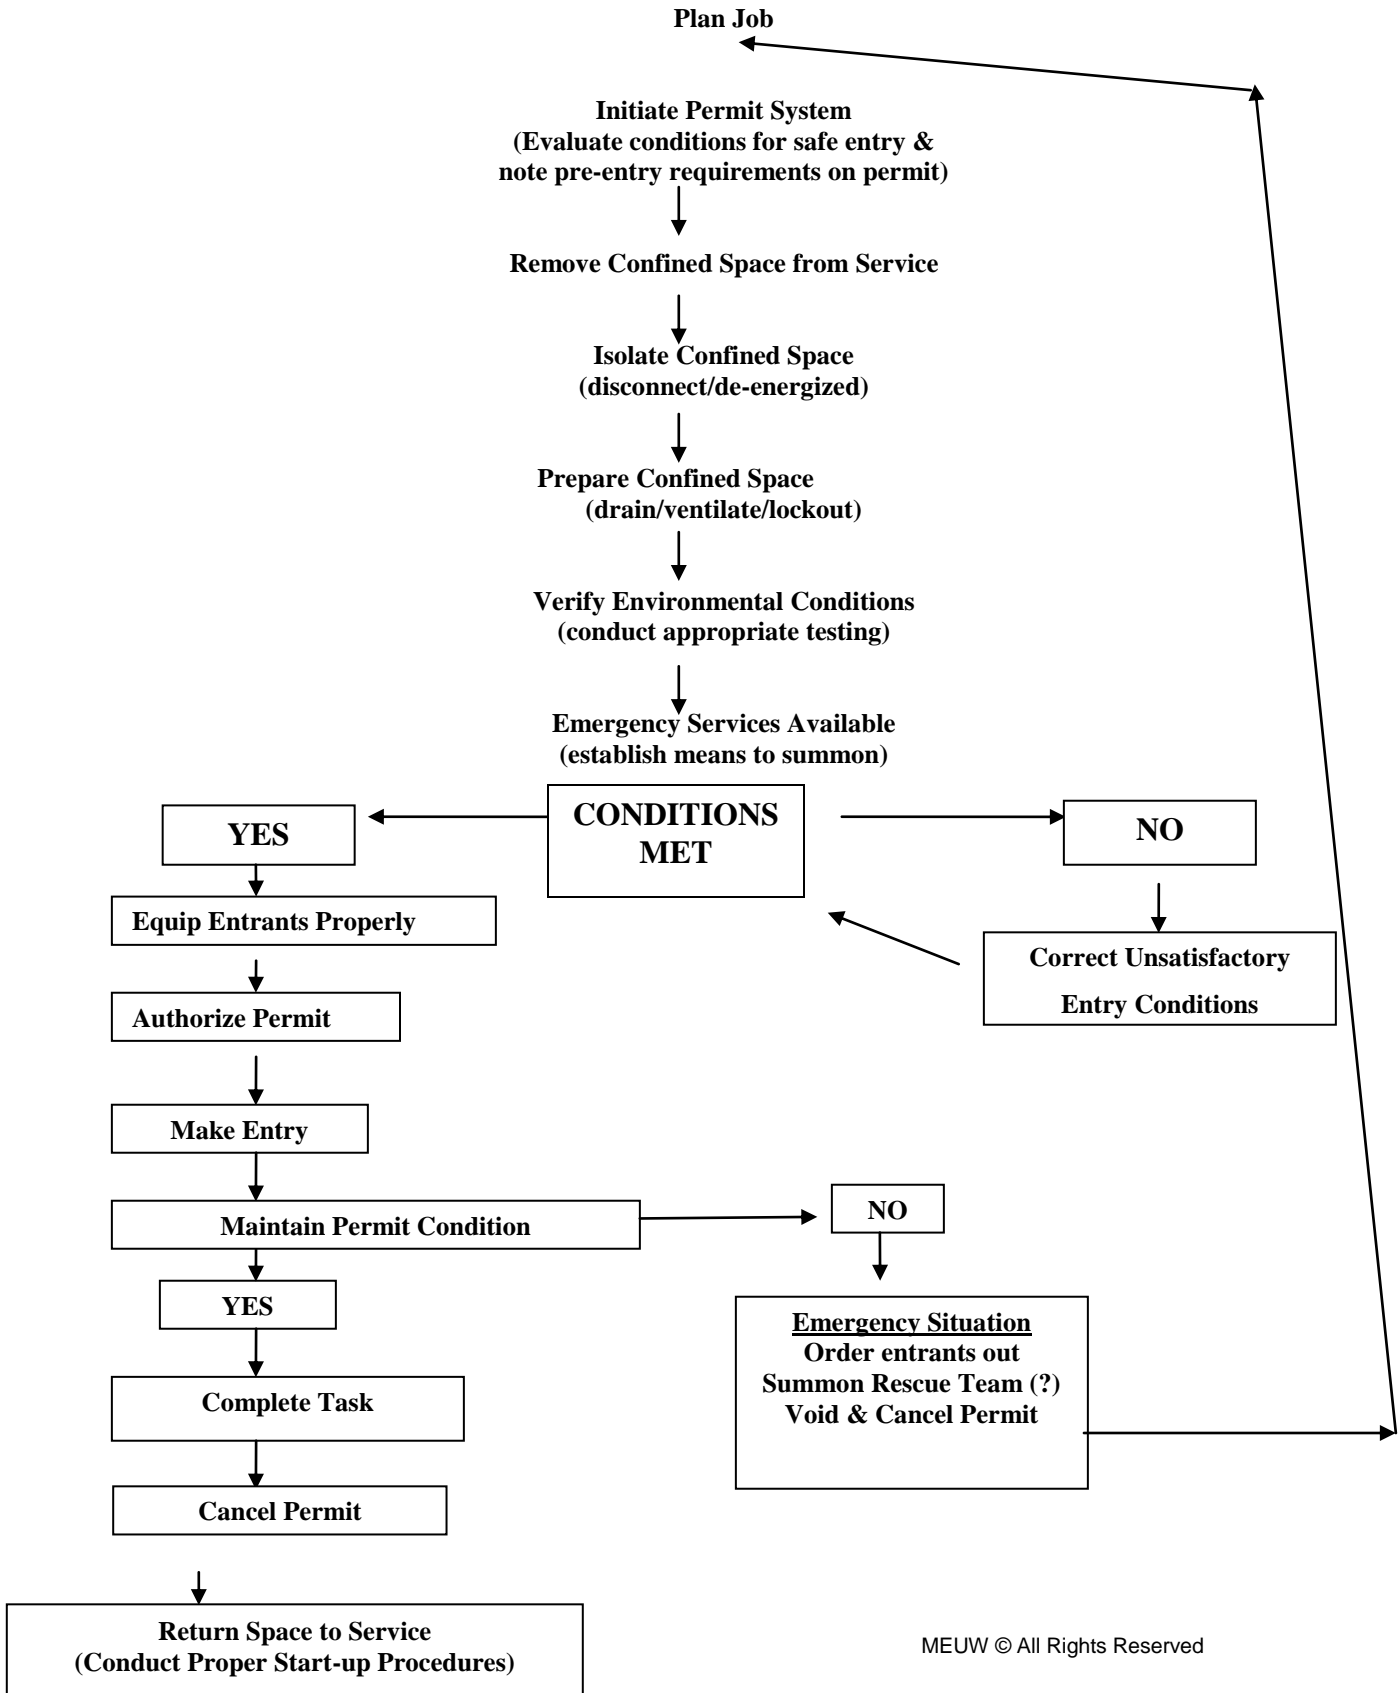 Plan Job
Initiate Permit System
(Evaluate conditions for safe entry &
note pre-entry requirements on permit)
Remove Confined Space from Service
Isolate Confined Space
(disconnect/de-energized)
Prepare Confined Space
(drain/ventilate/lockout)
Verify Environmental Conditions
(conduct appropriate testing)
Emergency Services Available
(establish means to summon)
CONDITIONS
MET
YES
NO
Equip Entrants Properly
Correct Unsatisfactory
Entry Conditions
Authorize Permit
Make Entry
Maintain Permit Condition
NO
YES
Emergency Situation
Order entrants out
Summon Rescue Team (?)
Void & Cancel Permit
Complete Task
Cancel Permit
Return Space to Service
(Conduct Proper Start-up Procedures)
MEUW © All Rights Reserved